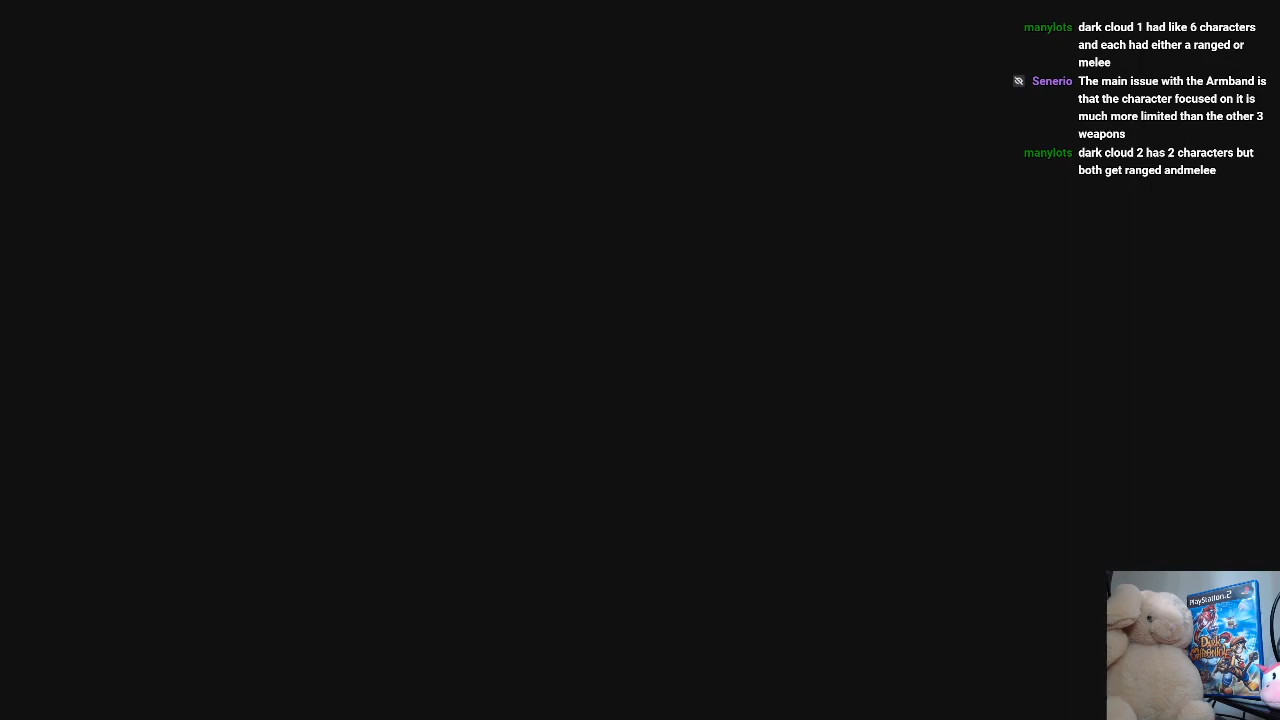 manylots dark cloud 1 had like 6 characters
and each had either a ranged or
melee
Senerio The main issue with the Armband is
that the character focused on it is
much more limited than the other 3
weapons
manylots dark cloud 2 has 2 characters but
both get ranged andmelee
PlayStation 2
Dark
Chronicle